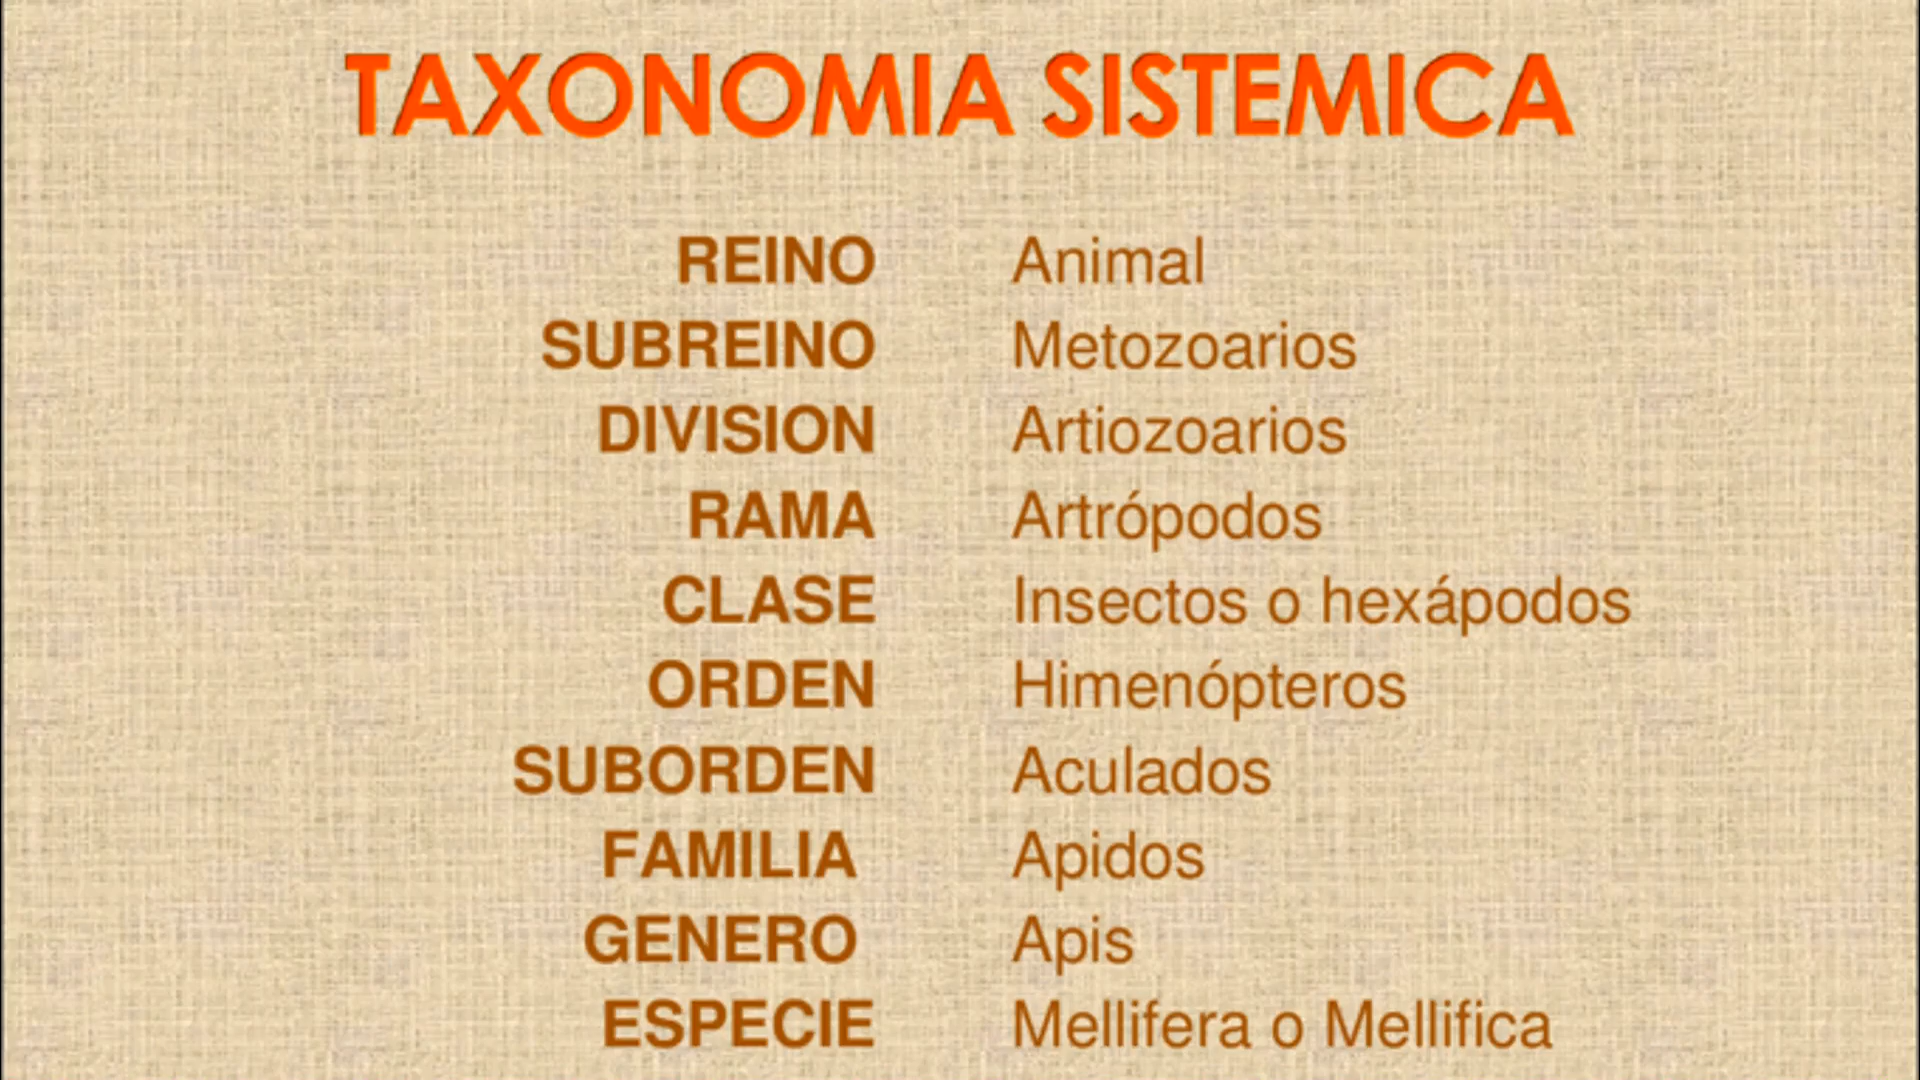 TAXONOMIA SISTEMICA
REINO Animal
SUBREINO Metozoarios
DIVISION Artiozoarios
RAMA Artrópodos
CLASE Insectos o hexápodos
ORDEN Himenópteros
SUBORDEN Aculados
FAMILIA Apidos
GENERO Apis
ESPECIE Mellifera o Mellifica